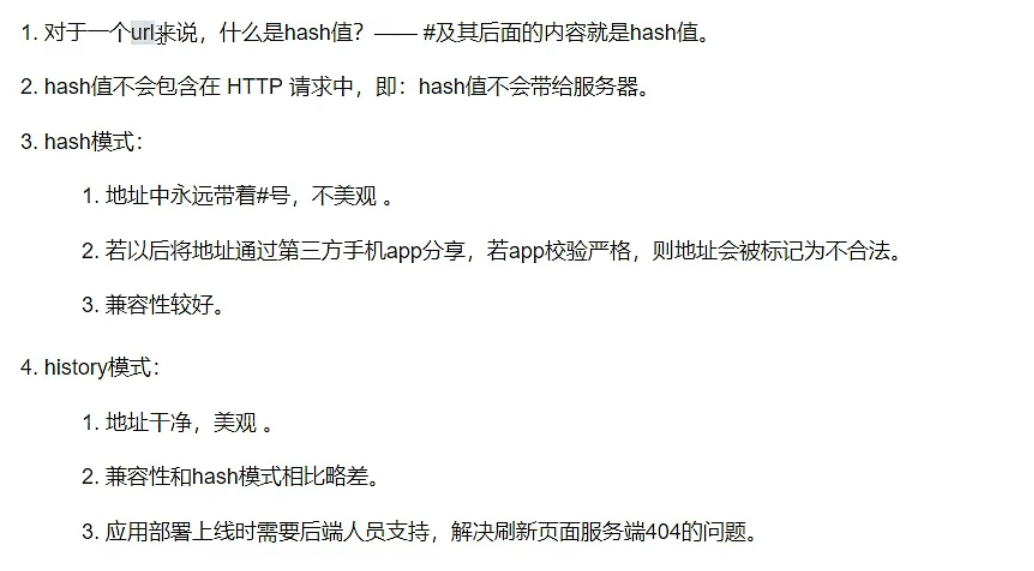 1. 对于一个url来说，什么是hash值？—— #及其后面的内容就是hash值。
2. hash值不会包含在 HTTP 请求中，即：hash值不会带给服务器。
3. hash模式：
1. 地址中永远带着#号，不美观 。
2. 若以后将地址通过第三方手机app分享，若app校验严格，则地址会被标记为不合法。
3. 兼容性较好。
4. history模式：
1. 地址干净，美观 。
2. 兼容性和hash模式相比略差。
3. 应用部署上线时需要后端人员支持，解决刷新页面服务端404的问题。